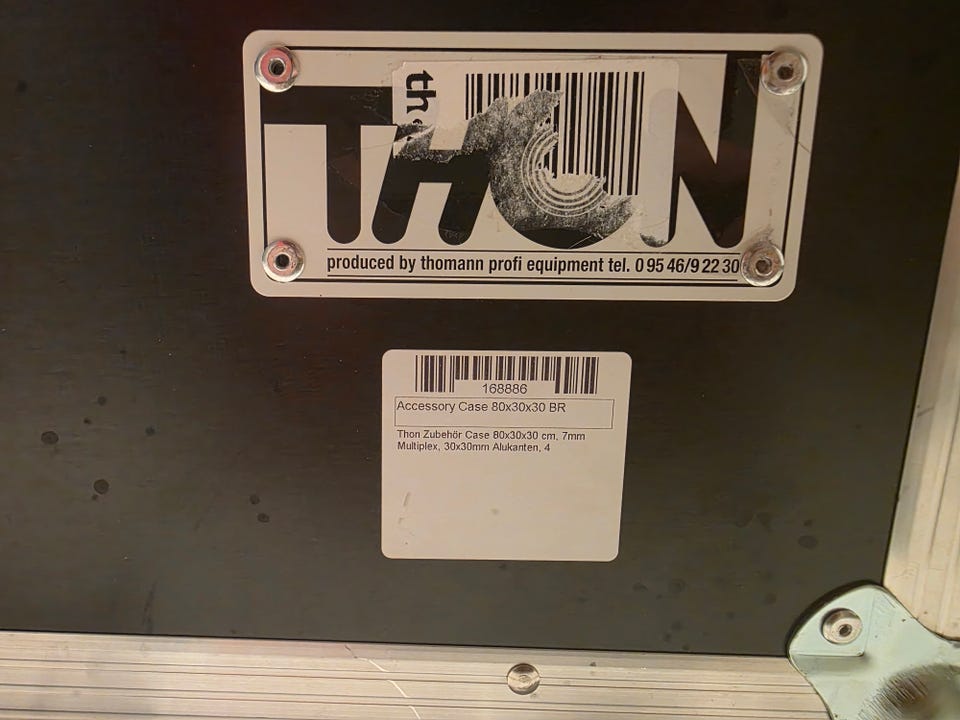 THON
th
produced by thomann profi equipment tel. 0 95 46/9 22 30
168886
Accessory Case 80x30x30 BR
Thon Zubehör Case 80x30x30 cm, 7mm
Multiplex, 30x30mm Alukanten, 4